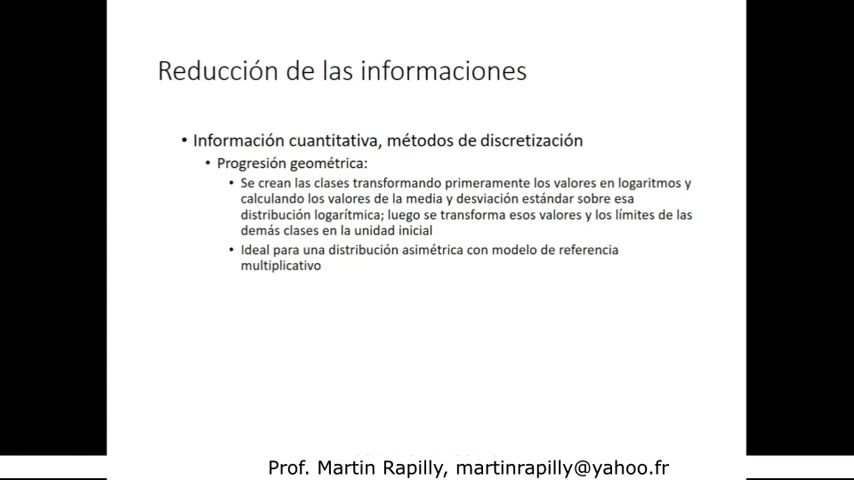 Reducción de las informaciones
• Información cuantitativa, métodos de discretización
• Progresión geométrica:
• Se crean las clases transformando primeramente los valores en logaritmos y
calculando los valores de la media y desviación estándar sobre esa
distribución logarítmica; luego se transforma esos valores y los límites de las
demás clases en la unidad inicial
• Ideal para una distribución asimétrica con modelo de referencia
multiplicativo
Prof. Martin Rapilly, martinrapilly@yahoo.fr